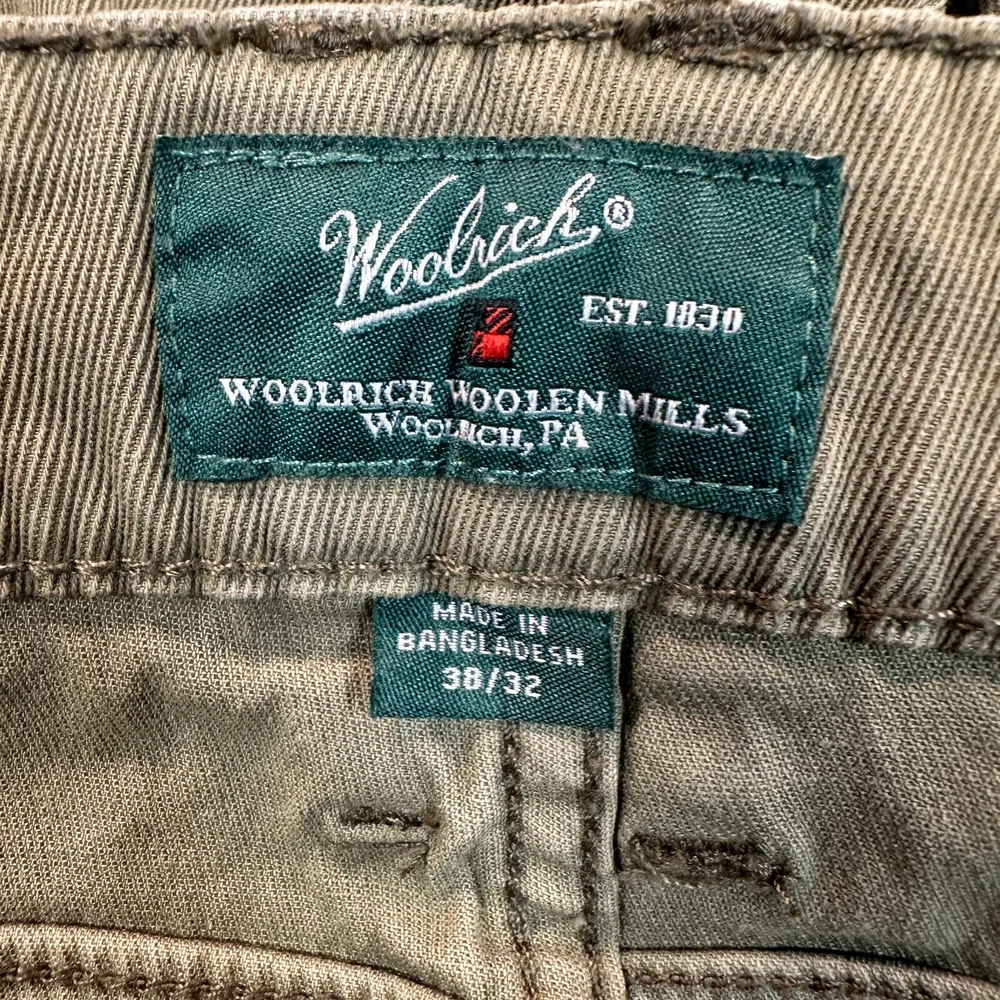 Woolrich®
EST. 1830
WOOLRICH WOOLEN MILLS
WOOLRICH, PA
MADE IN
BANGLADESH
38/32